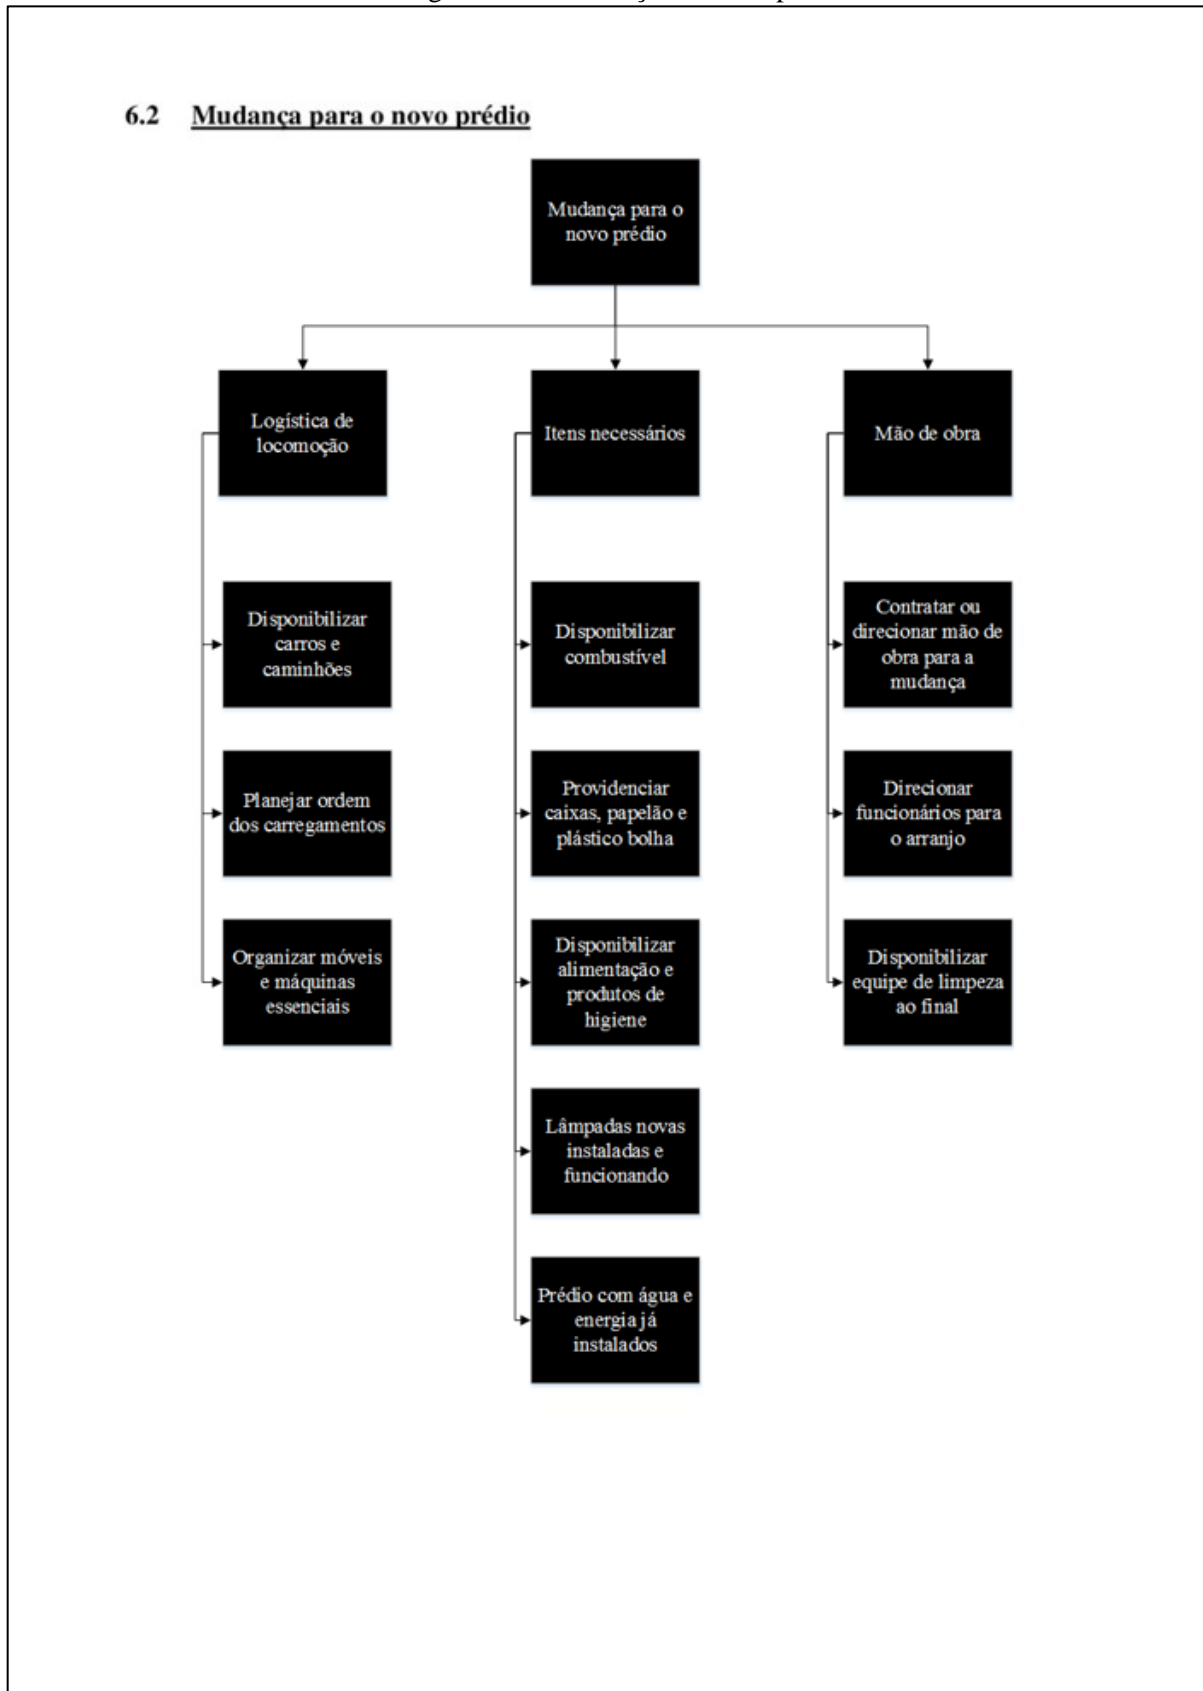 6.2 Mudança para o novo prédio
Mudança para o
novo prédio
Logística de
locomoção
Itens necessários
Mão de obra
Disponibilizar
carros e
caminhões
Planejar ordem
dos carregamentos
Organizar móveis
e máquinas
essenciais
Disponibilizar
combustível
Providenciar
caixas, papelão e
plástico bolha
Disponibilizar
alimentação e
produtos de
higiene
Lâmpadas novas
instaladas e
funcionando
Prédio com água e
energia já
instalados
Contratar ou
direcionar mão de
obra para a
mudança
Direcionar
funcionários para
o arranjo
Disponibilizar
equipe de limpeza
ao final